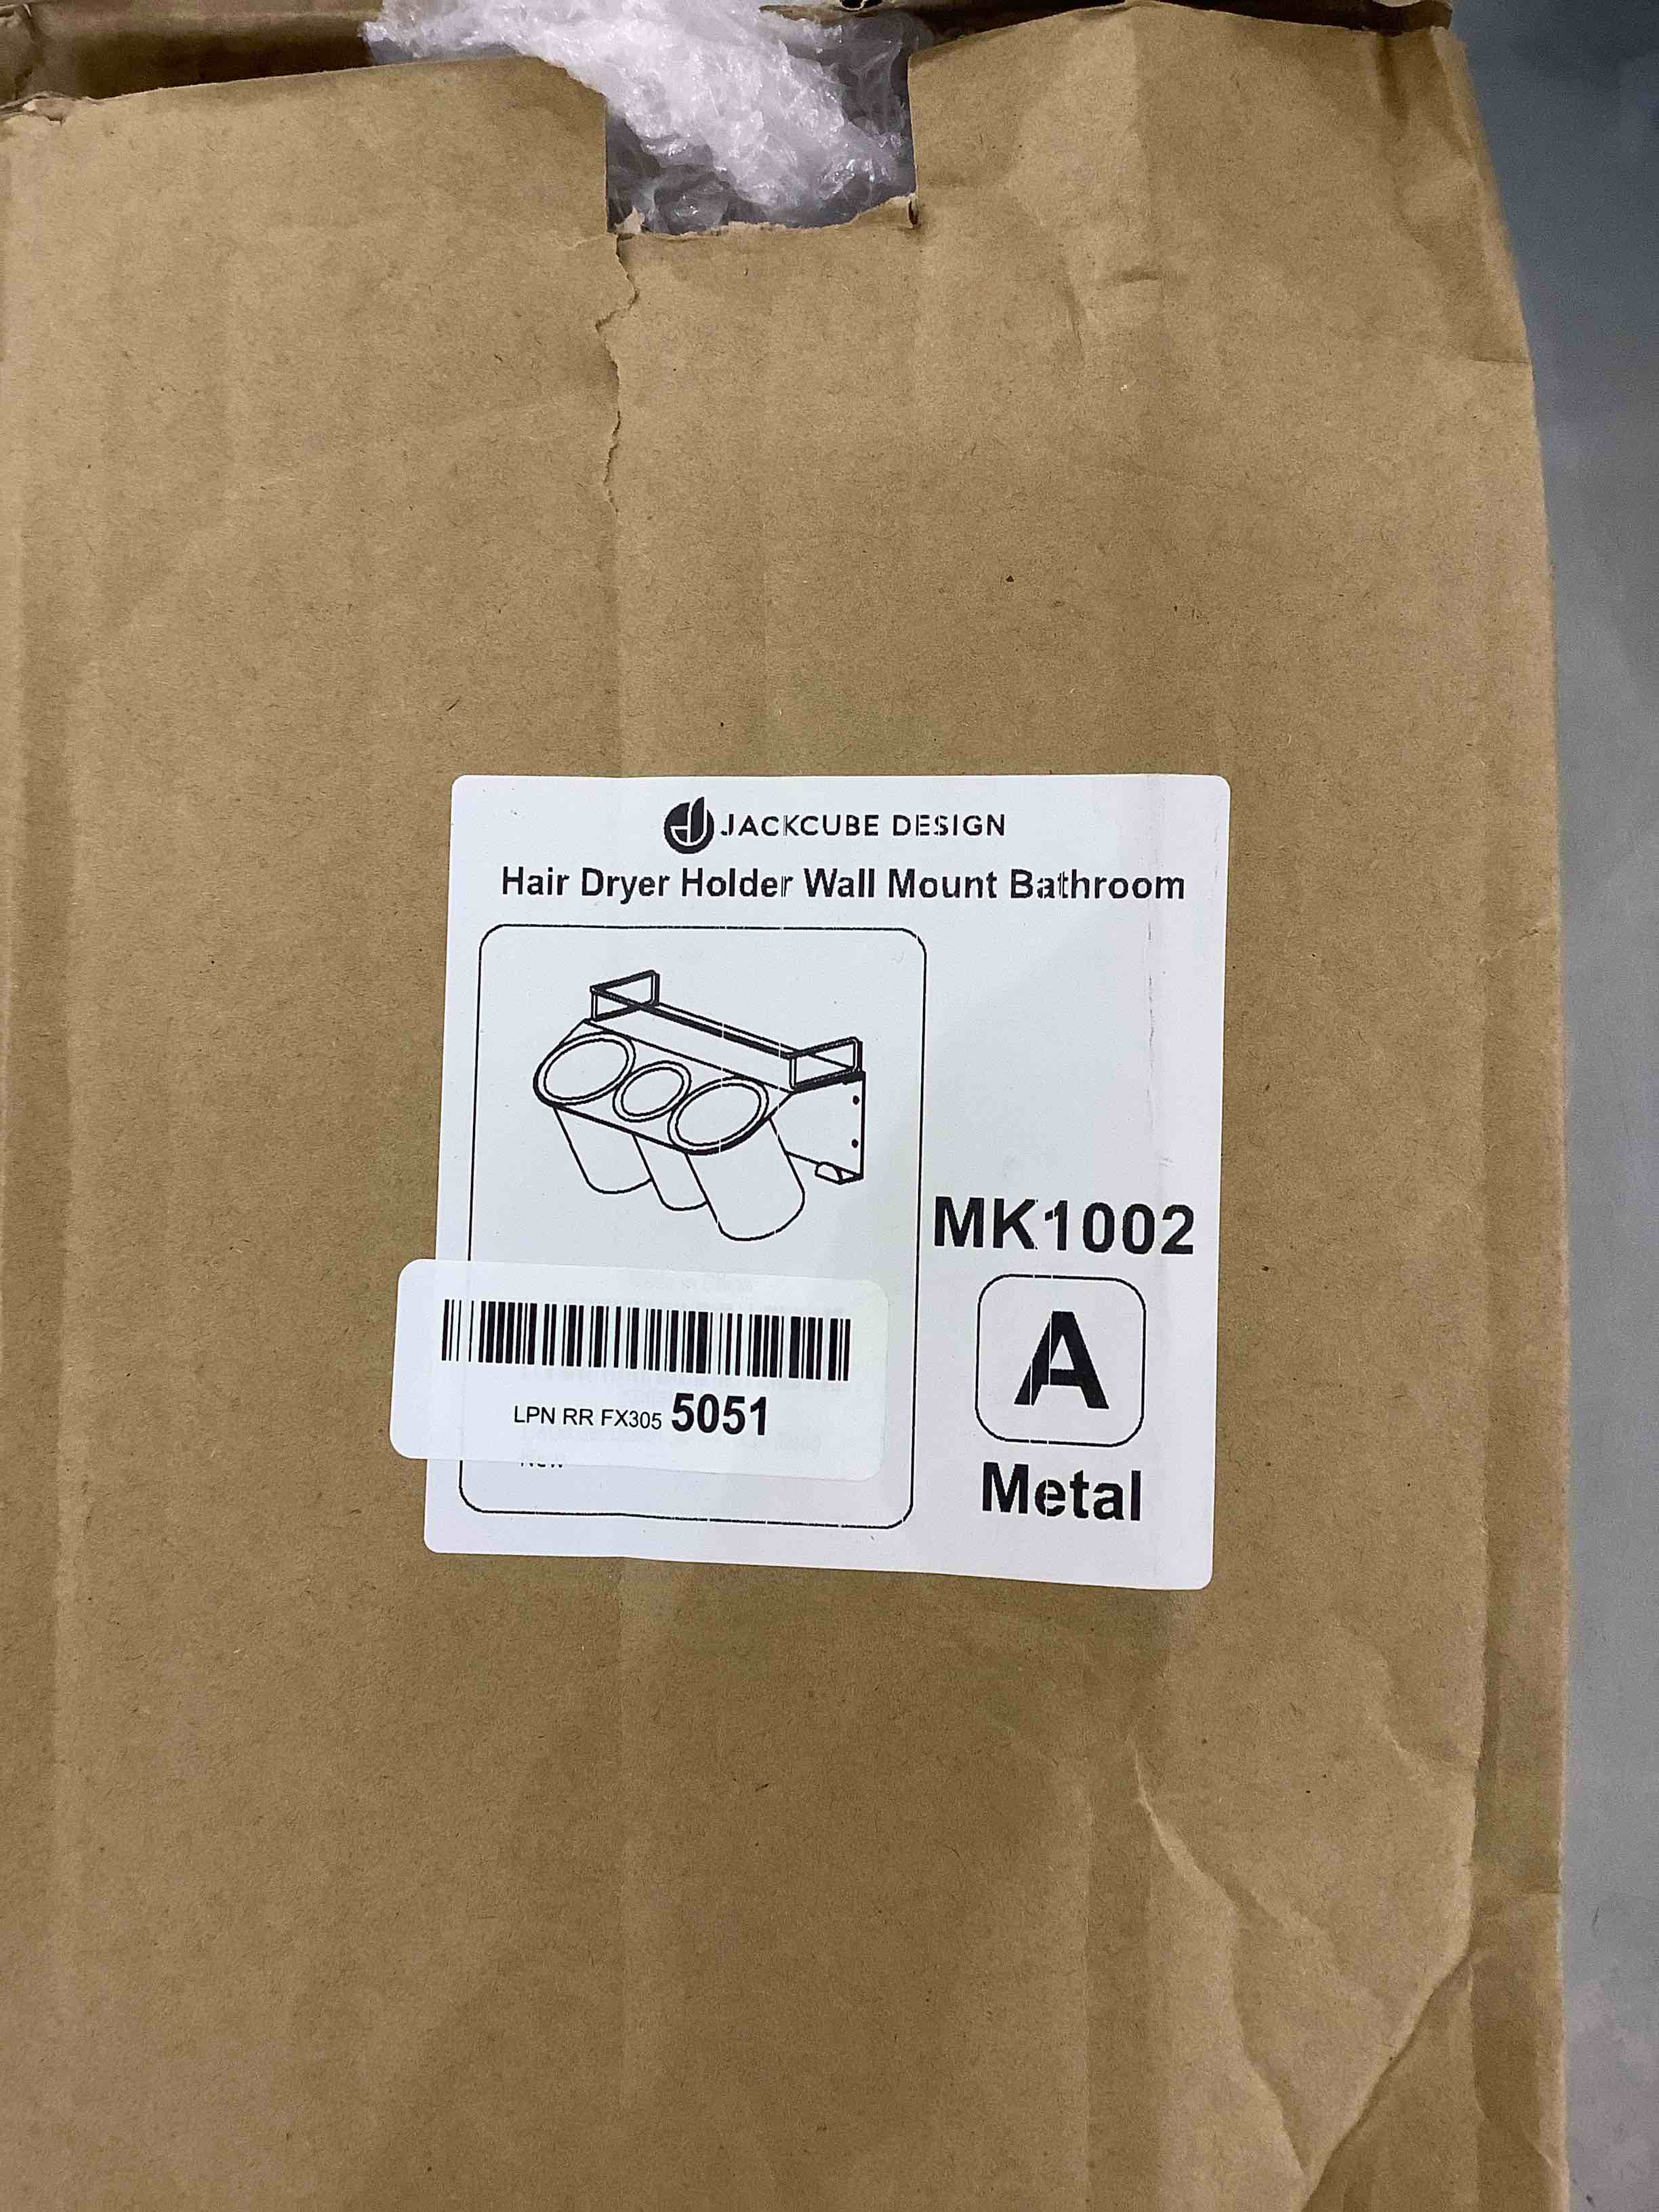 JACKCUBE DESIGN
Hair Dryer Holder Wall Mount Bathroom
MK1002
A
Metal
LPN RR FX305 5051